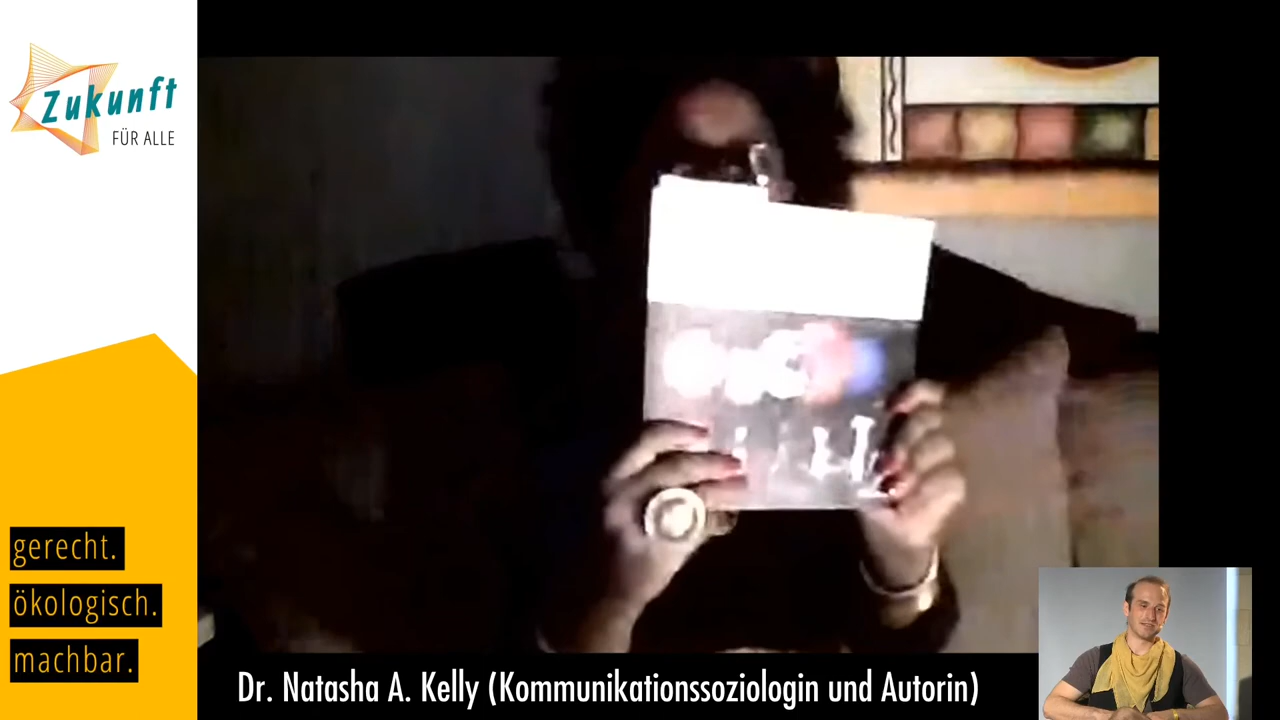 Zukunft
FÜR ALLE
gerecht.
ökologisch.
machbar.
Dr. Natasha A. Kelly (Kommunikationssoziologin und Autorin)